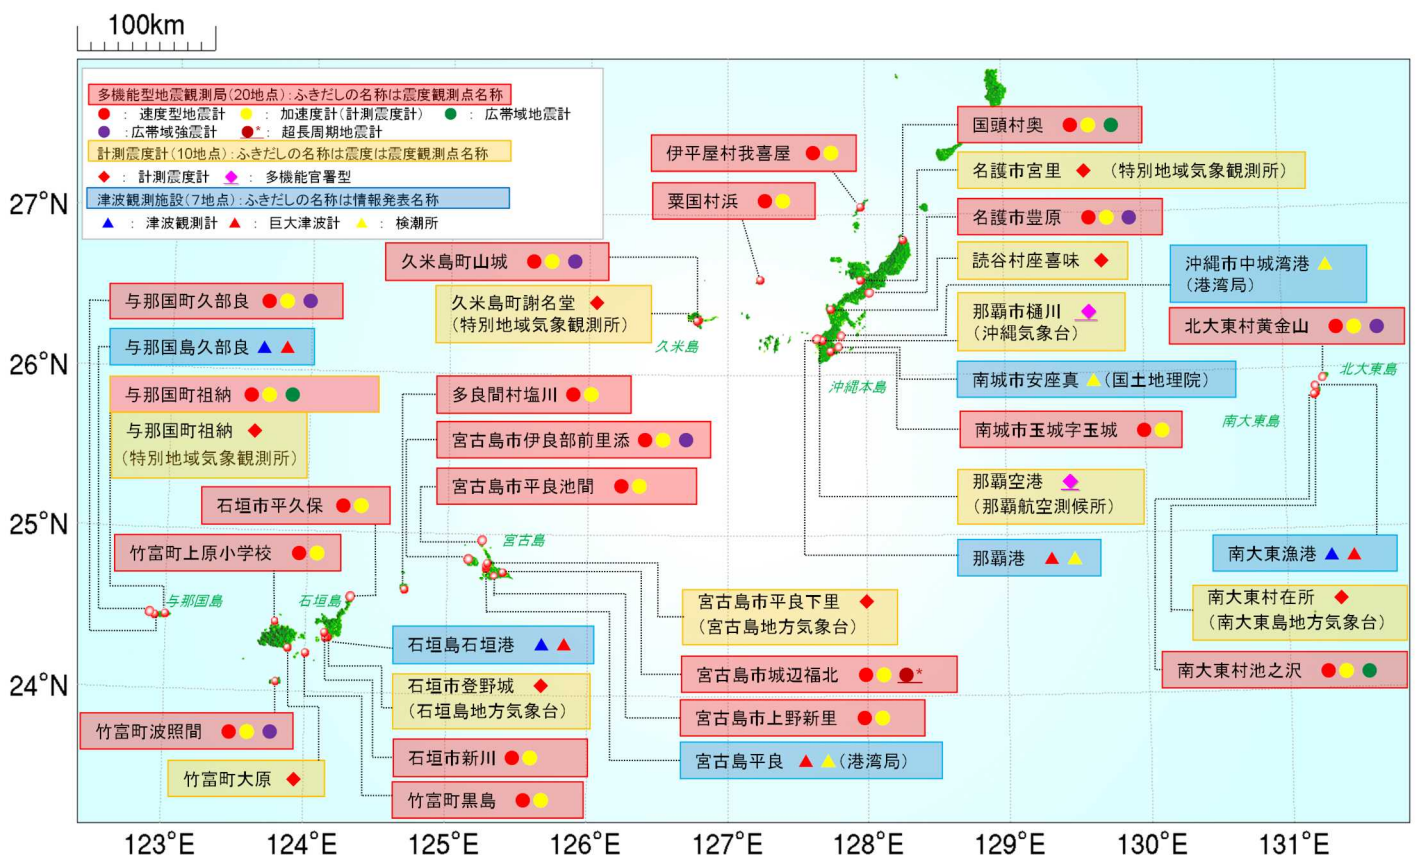 100km
多機能型地震観測局(20地点):ふきだしの名称は震度観測点名称
: 速度型地震計
: 加速度計(計測震度計)
: 広帯域地震計
:広帯域強震計
*: 超長周期地震計
計測震度計(10地点):ふきだしの名称は震度は震度観測点名称
: 計測震度計
: 多機能官署型
津波観測施設(7地点):ふきだしの名称は情報発表名称
: 津波観測計
: 巨大津波計
: 検潮所
27°N
26°N
25°N
24°N
伊平屋村我喜屋
粟国村浜
久米島町山城
久米島町謝名堂
(特別地域気象観測所)
久米島
国頭村奥
名護市宮里
(特別地域気象観測所)
名護市豊原
読谷村座喜味
沖縄市中城湾港
(港湾局)
那覇市樋川
(沖縄気象台)
北大東村黄金山
南城市安座真
(国土地理院)
沖縄本島
北大東島
南大東島
南城市玉城字玉城
那覇空港
(那覇航空測候所)
那覇港
南大東漁港
南大東村在所
(南大東島地方気象台)
南大東村池之沢
与那国町久部良
与那国島久部良
与那国町祖納
与那国町祖納
(特別地域気象観測所)
石垣市平久保
竹富町上原小学校
与那国島
石垣島
多良間村塩川
宮古島市伊良部前里添
宮古島市平良池間
宮古島
宮古島市平良下里
(宮古島地方気象台)
宮古島市城辺福北
*
宮古島市上野新里
宮古島平良
(港湾局)
石垣島石垣港
石垣市登野城
(石垣島地方気象台)
石垣市新川
竹富町黒島
竹富町波照間
竹富町大原
123°E
124°E
125°E
126°E
127°E
128°E
129°E
130°E
131°E